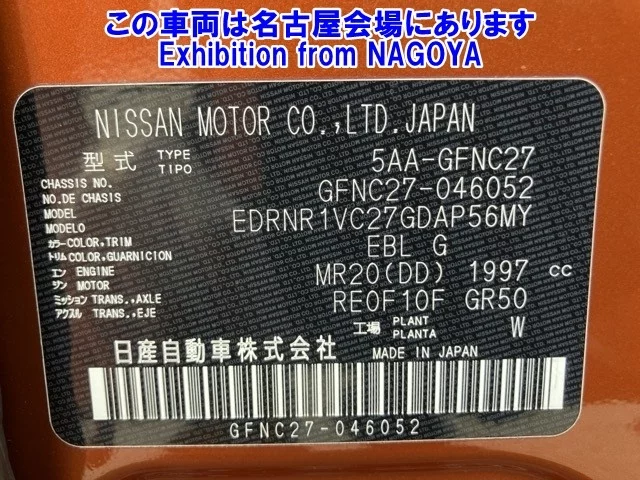 この車両は名古屋会場にあります
Exhibition from NAGOYA
NISSAN MOTOR CO.,LTD.JAPAN
型式 TYPE TIPO 5AA-GFNC27
CHASSIS NO. NO.DE CHASIS GFNC27-046052
MODEL MODELO EDRNR1VC27GDAP56MY
カラー COLOR,TRIM トリム COLOR,GUARNICION EBL G
エンジン ENGINE MOTOR MR20(DD) 1997 cc
ミッション TRANS.,AXLE アクスル TRANS.,EJE RE0F10F GR50
工場 PLANT PLANTA W
日産自動車株式会社 MADE IN JAPAN
GFNC27-046052